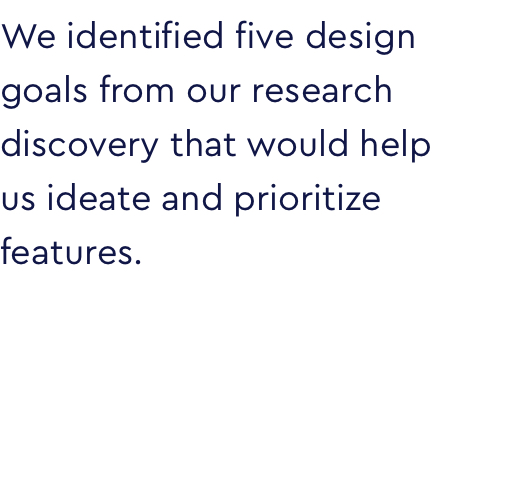 We identified five design
goals from our research
discovery that would help
us ideate and prioritize
features.